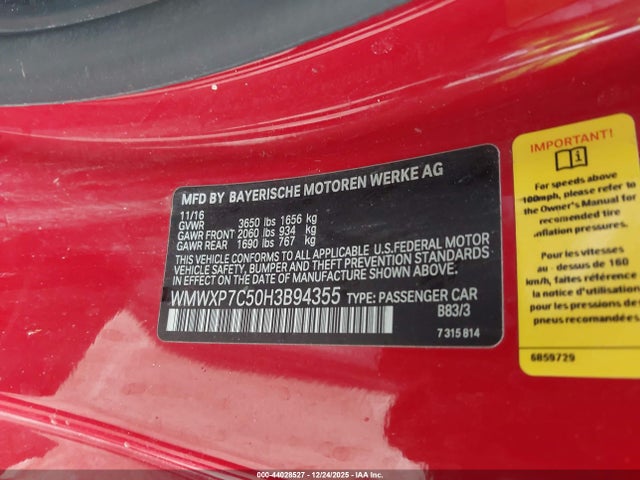 MFD BY BAYERISCHE MOTOREN WERKE AG
11/16
GVWR 3650 lbs 1656 kg
GAWR FRONT 2060 lbs 934 kg
GAWR REAR 1690 lbs 767 kg
THIS VEHICLE CONFORMS TO ALL APPLICABLE U.S.FEDERAL MOTOR
VEHICLE SAFETY, BUMPER AND THEFT PREVENTION STANDARDS
IN EFFECT ON THE DATE OF MANUFACTURE SHOWN ABOVE.
WMWXP7C50H3B94355 TYPE: PASSENGER CAR
B83/3
7 315 814
IMPORTANT!
For speeds above
100mph, please refer to
the Owner's Manual for
recommended tire
inflation pressures.
Pour les vitesses
au-dessus de 160
km/h, faites référence
à la notice d'utilisation
pour les pressions de
pneus recommandées.
6859729
000-44028527 - 12/24/2025 - IAA.com